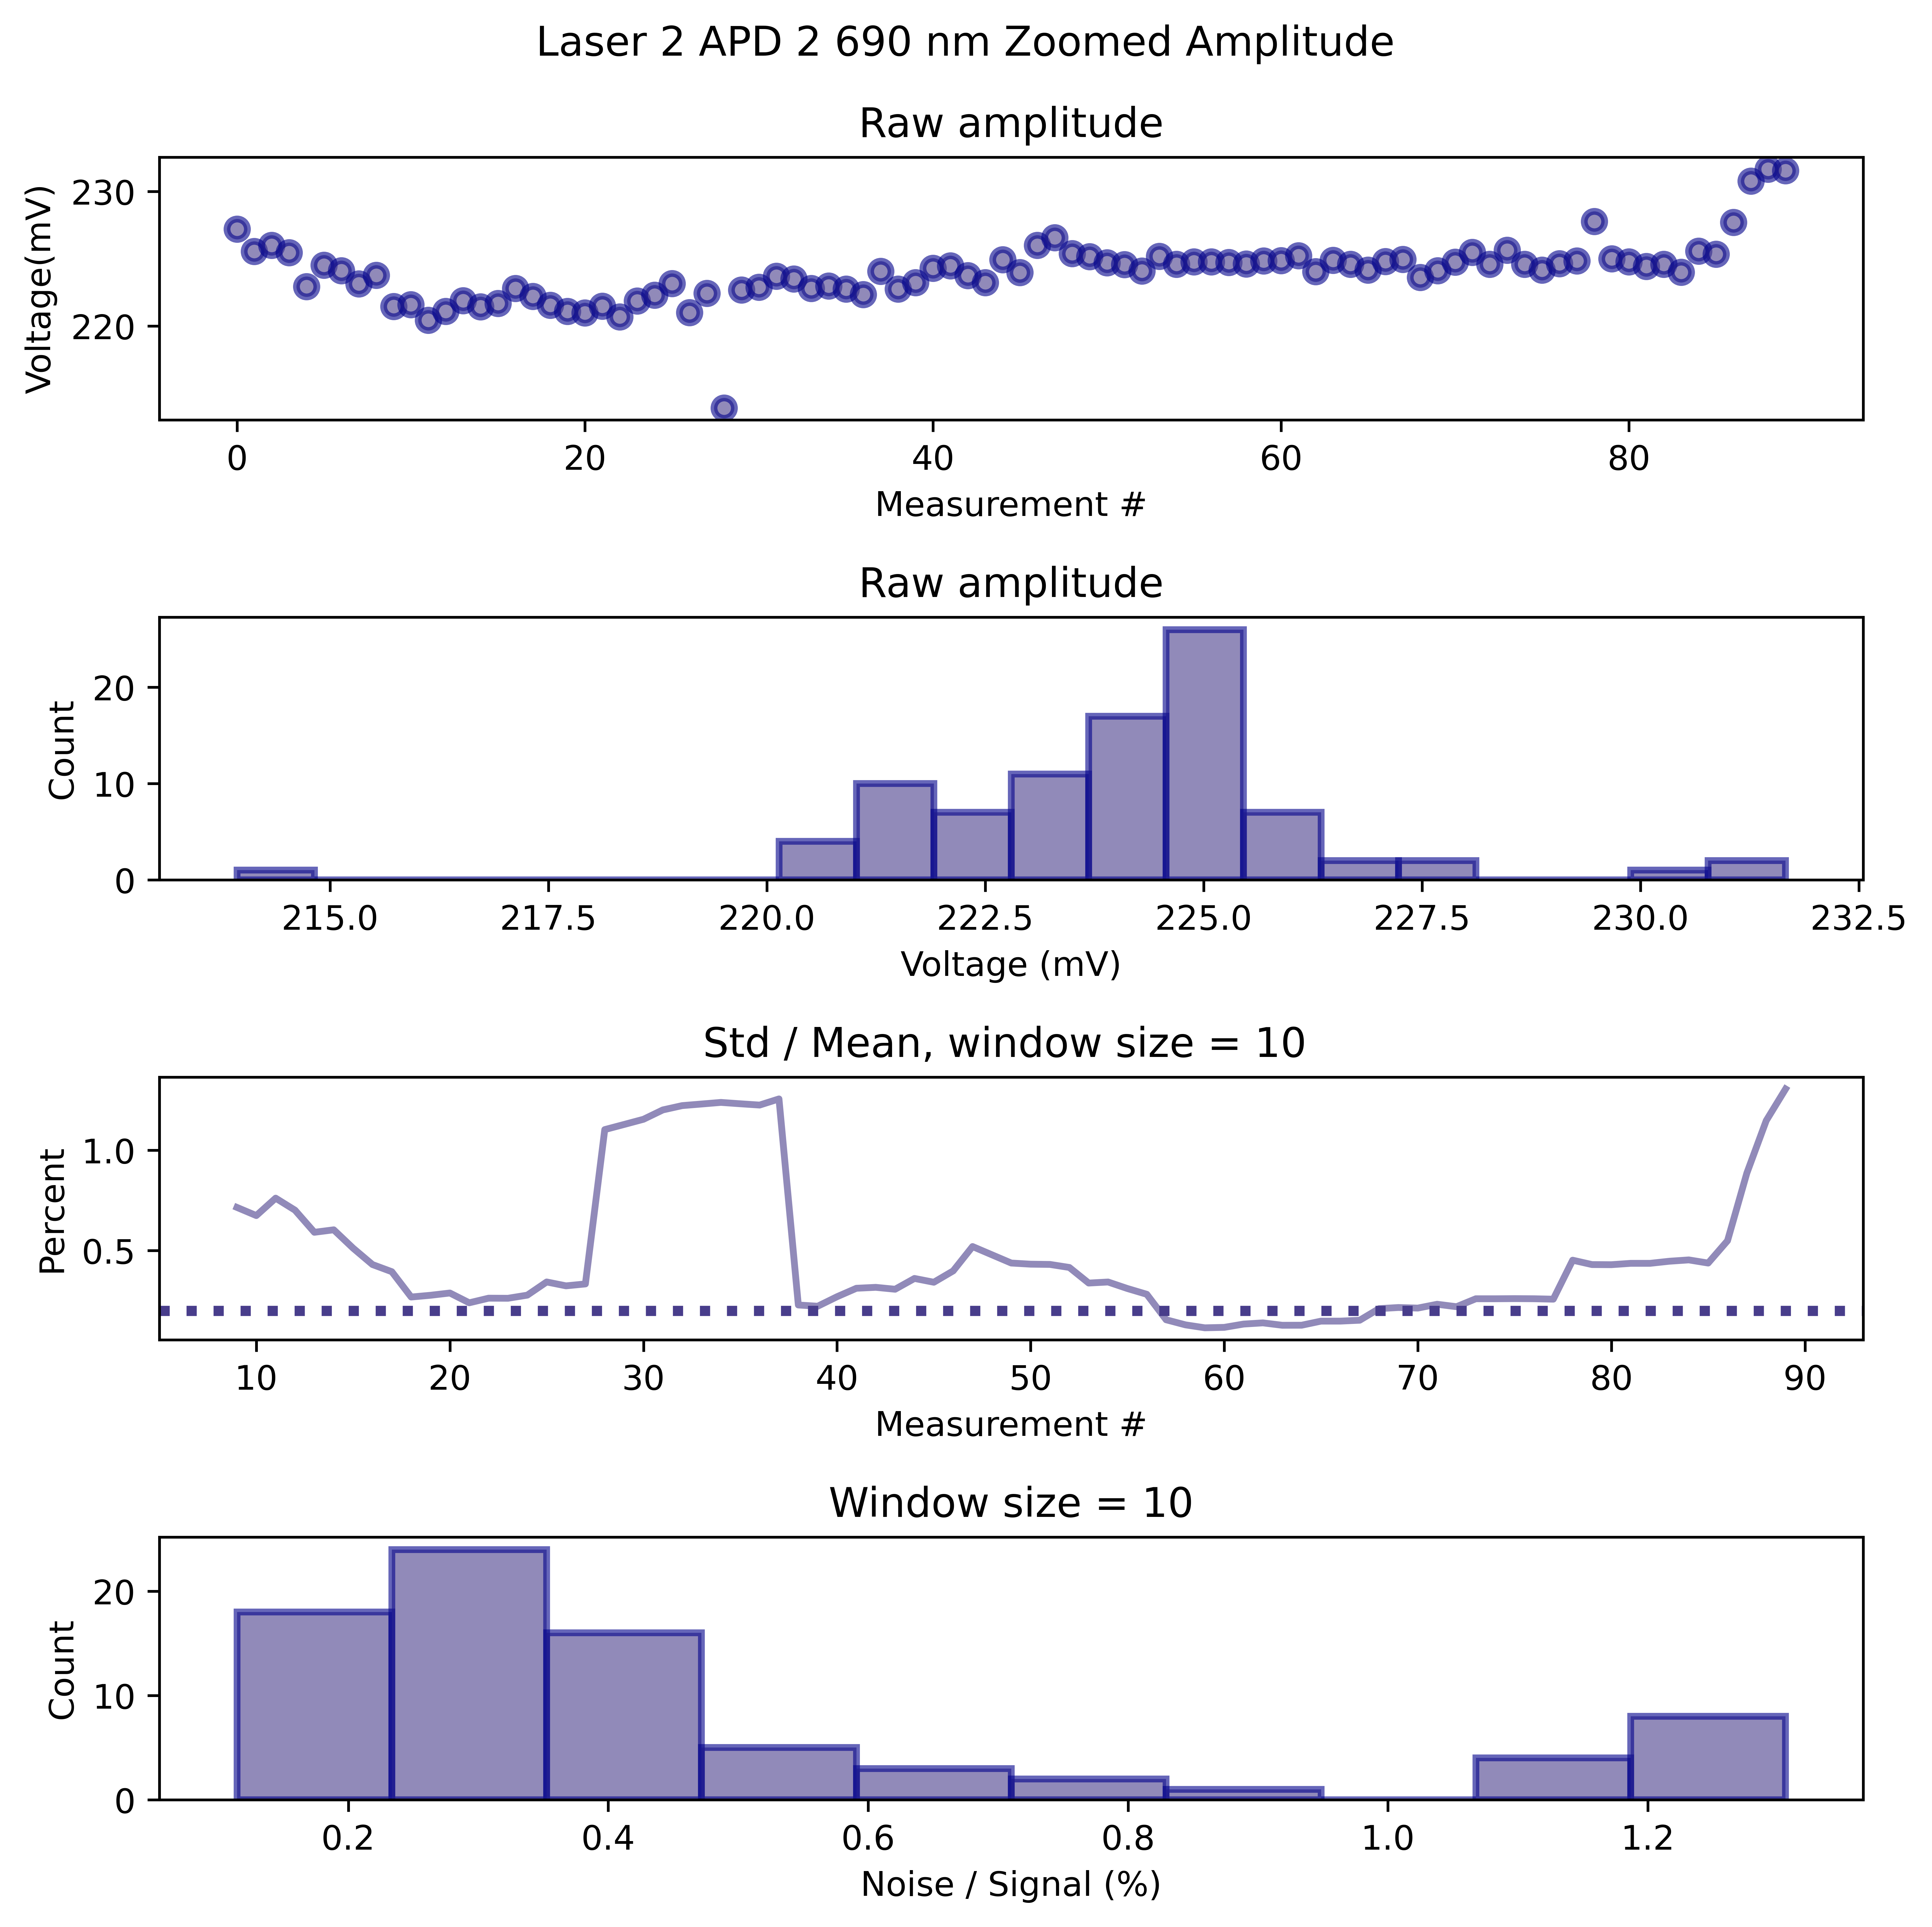 Laser 2 APD 2 690 nm Zoomed Amplitude
Raw amplitude
Voltage(mV)
230
220
0 20 40 60 80
Measurement #
Raw amplitude
Count
20
10
0
215.0 217.5 220.0 222.5 225.0 227.5 230.0 232.5
Voltage (mV)
Std / Mean, window size = 10
Percent
1.0
0.5
10 20 30 40 50 60 70 80 90
Measurement #
Window size = 10
Count
20
10
0
0.2 0.4 0.6 0.8 1.0 1.2
Noise / Signal (%)